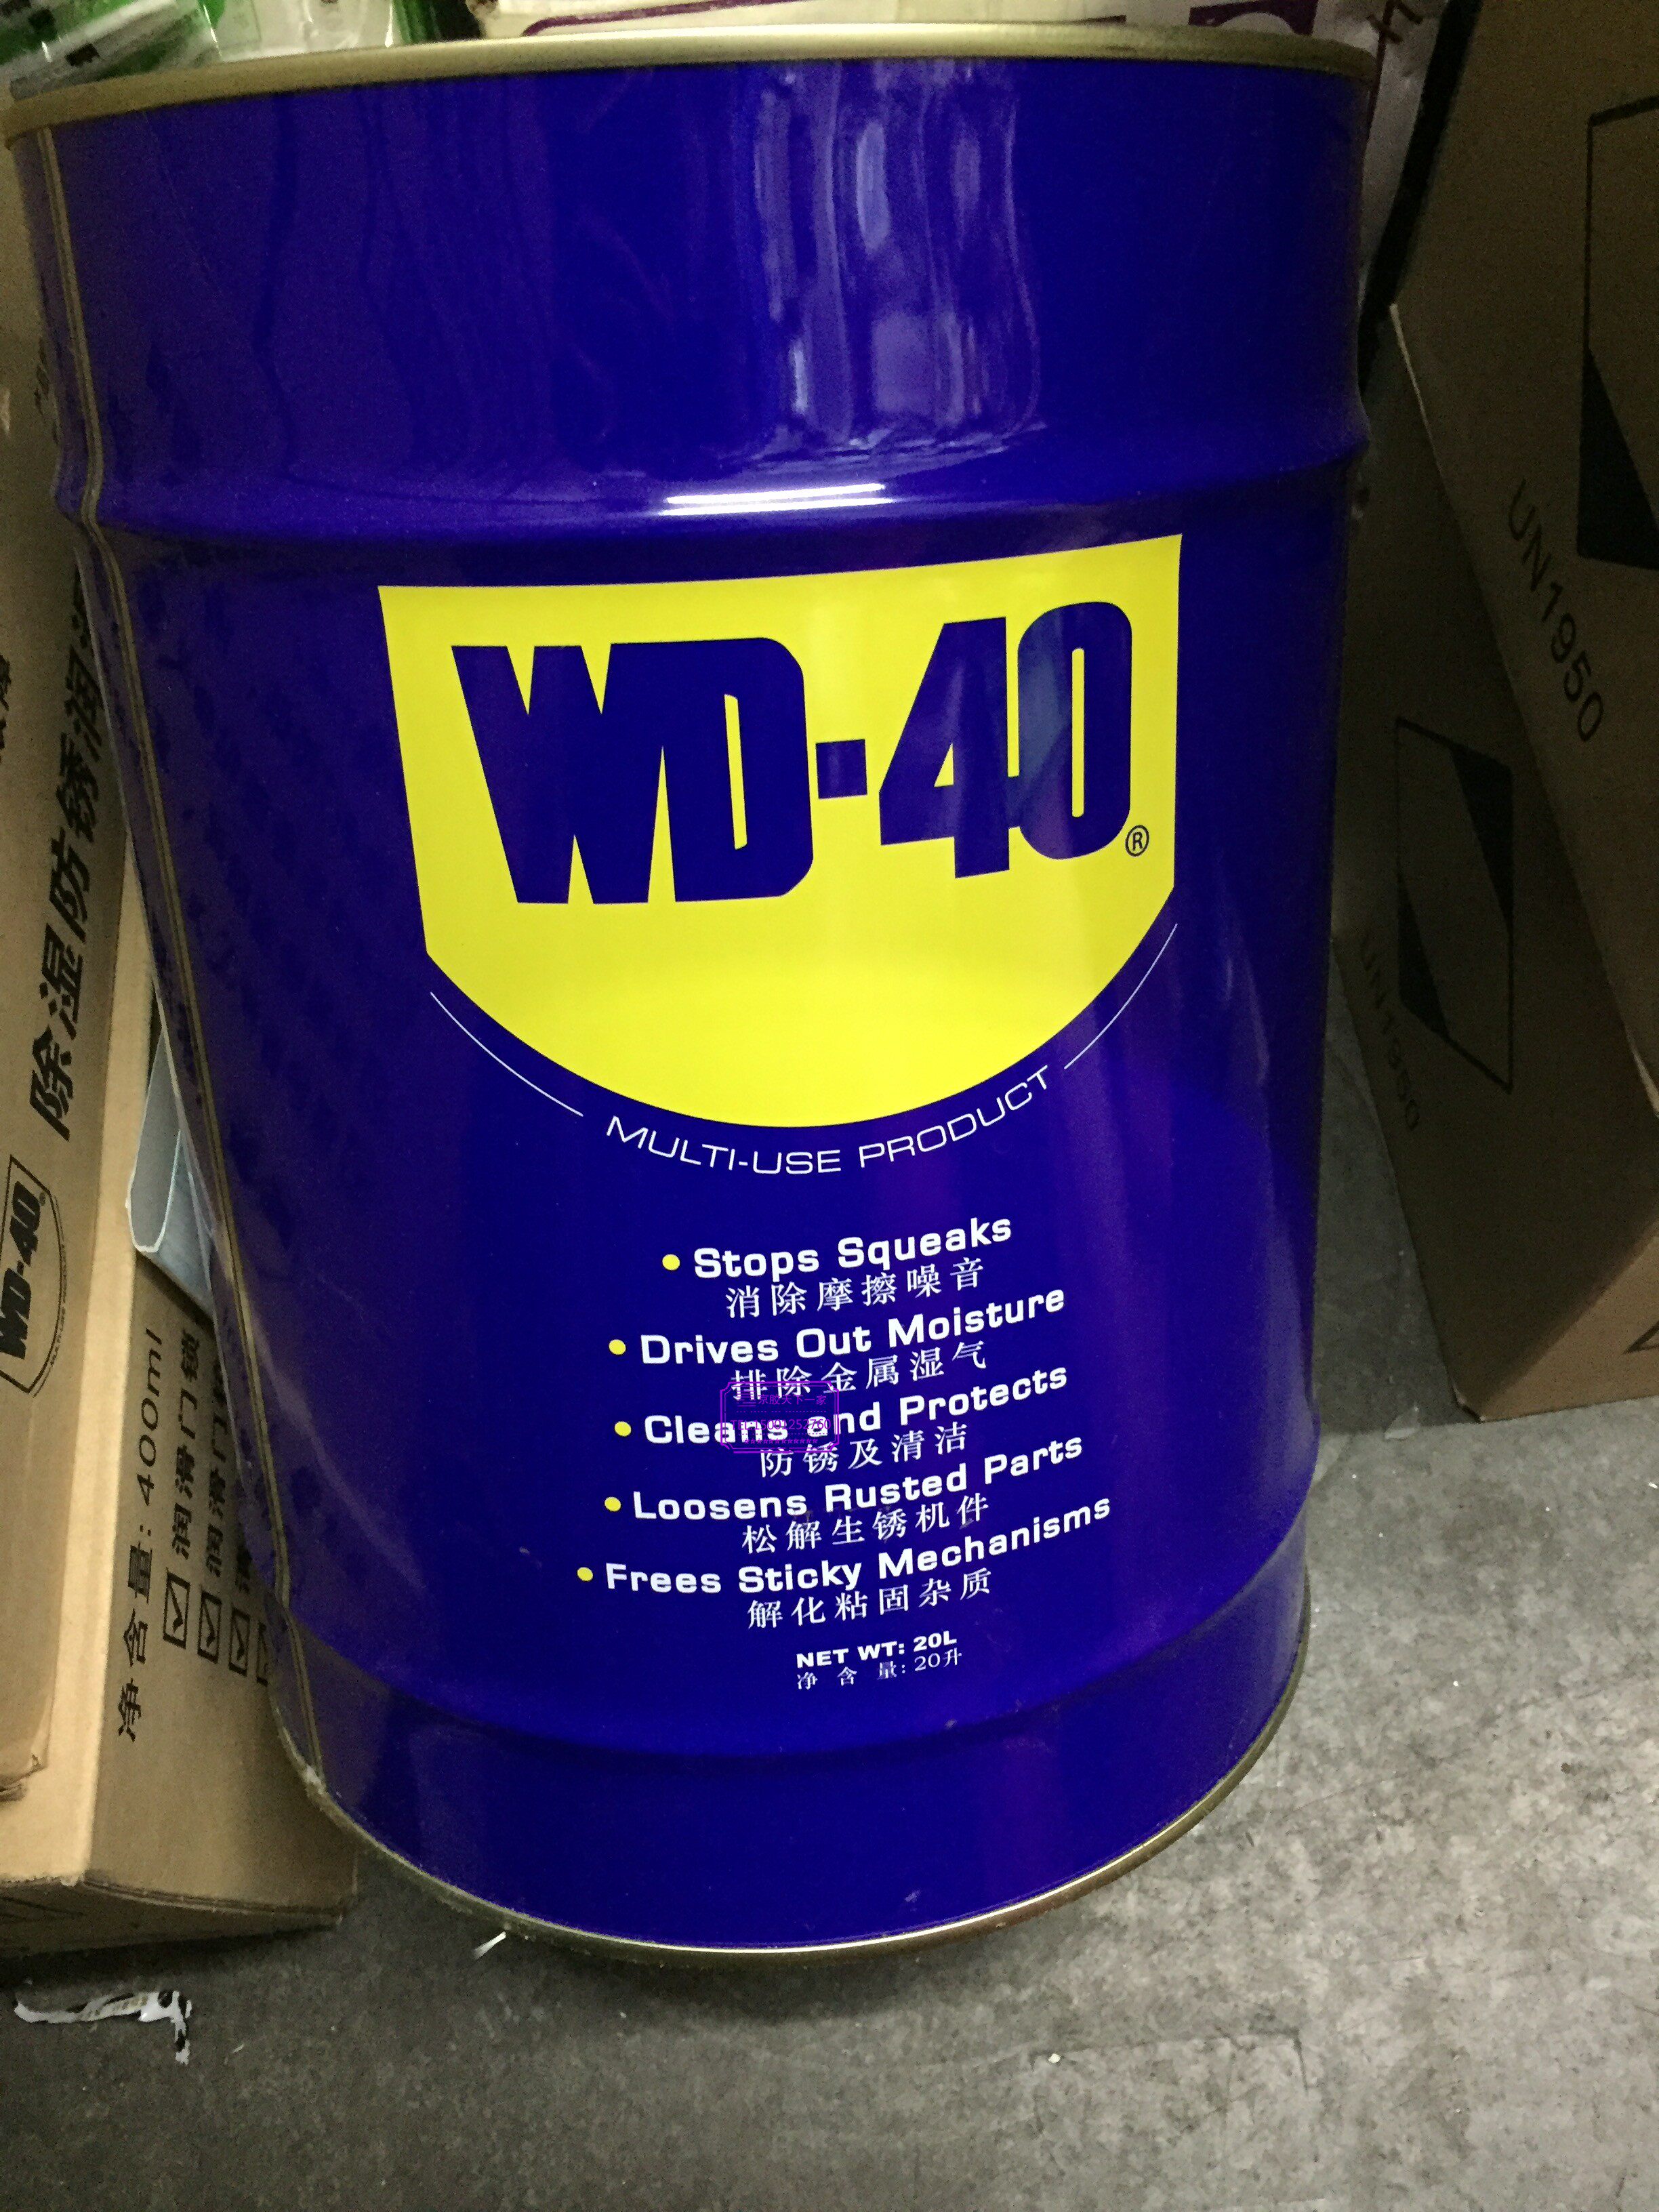 WD-40
®
MULTI-USE PRODUCT
• Stops Squeaks
消除摩擦噪音
• Drives Out Moisture
排除金属湿气
• Cleans and Protects
防锈及清洁
• Loosens Rusted Parts
松解生锈机件
• Frees Sticky Mechanisms
解化粘固杂质
NET WT: 20L
净 含 量: 20升
除湿防锈润滑
WD-40
净含量: 400ml
润滑门锁
UN1950
UN1950